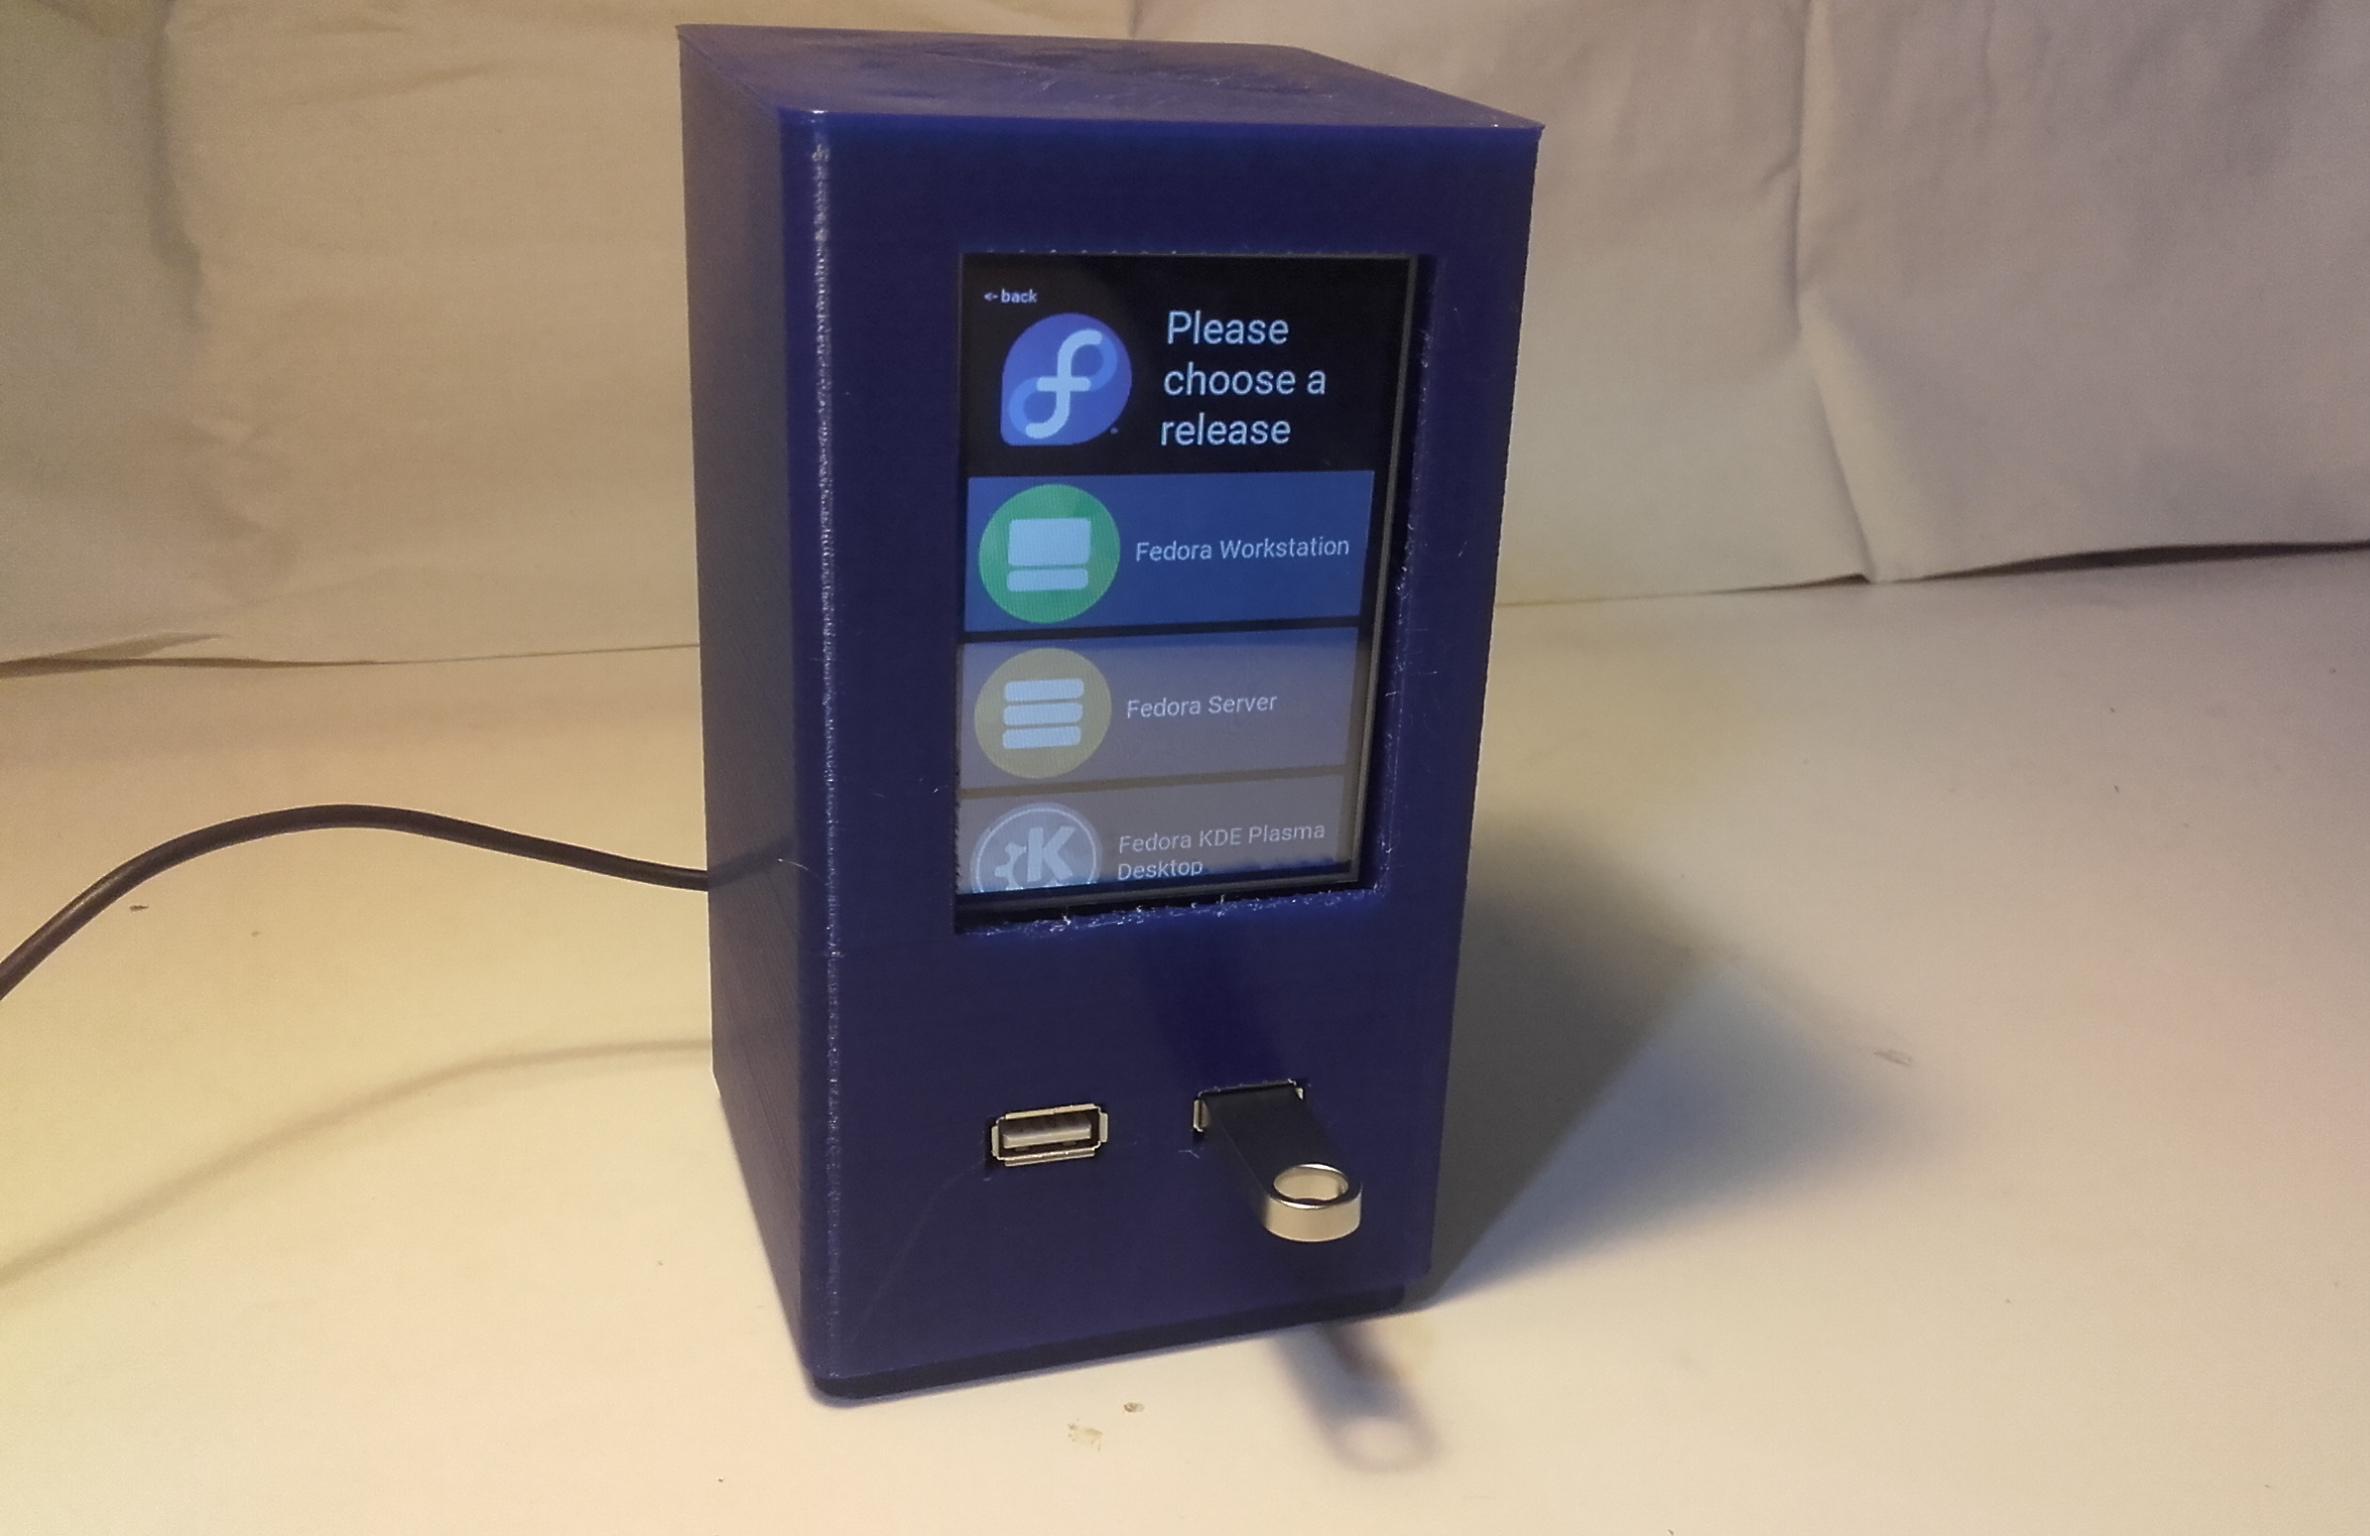 <- back
Please
choose a
release
Fedora Workstation
Fedora Server
Fedora KDE Plasma
Desktop